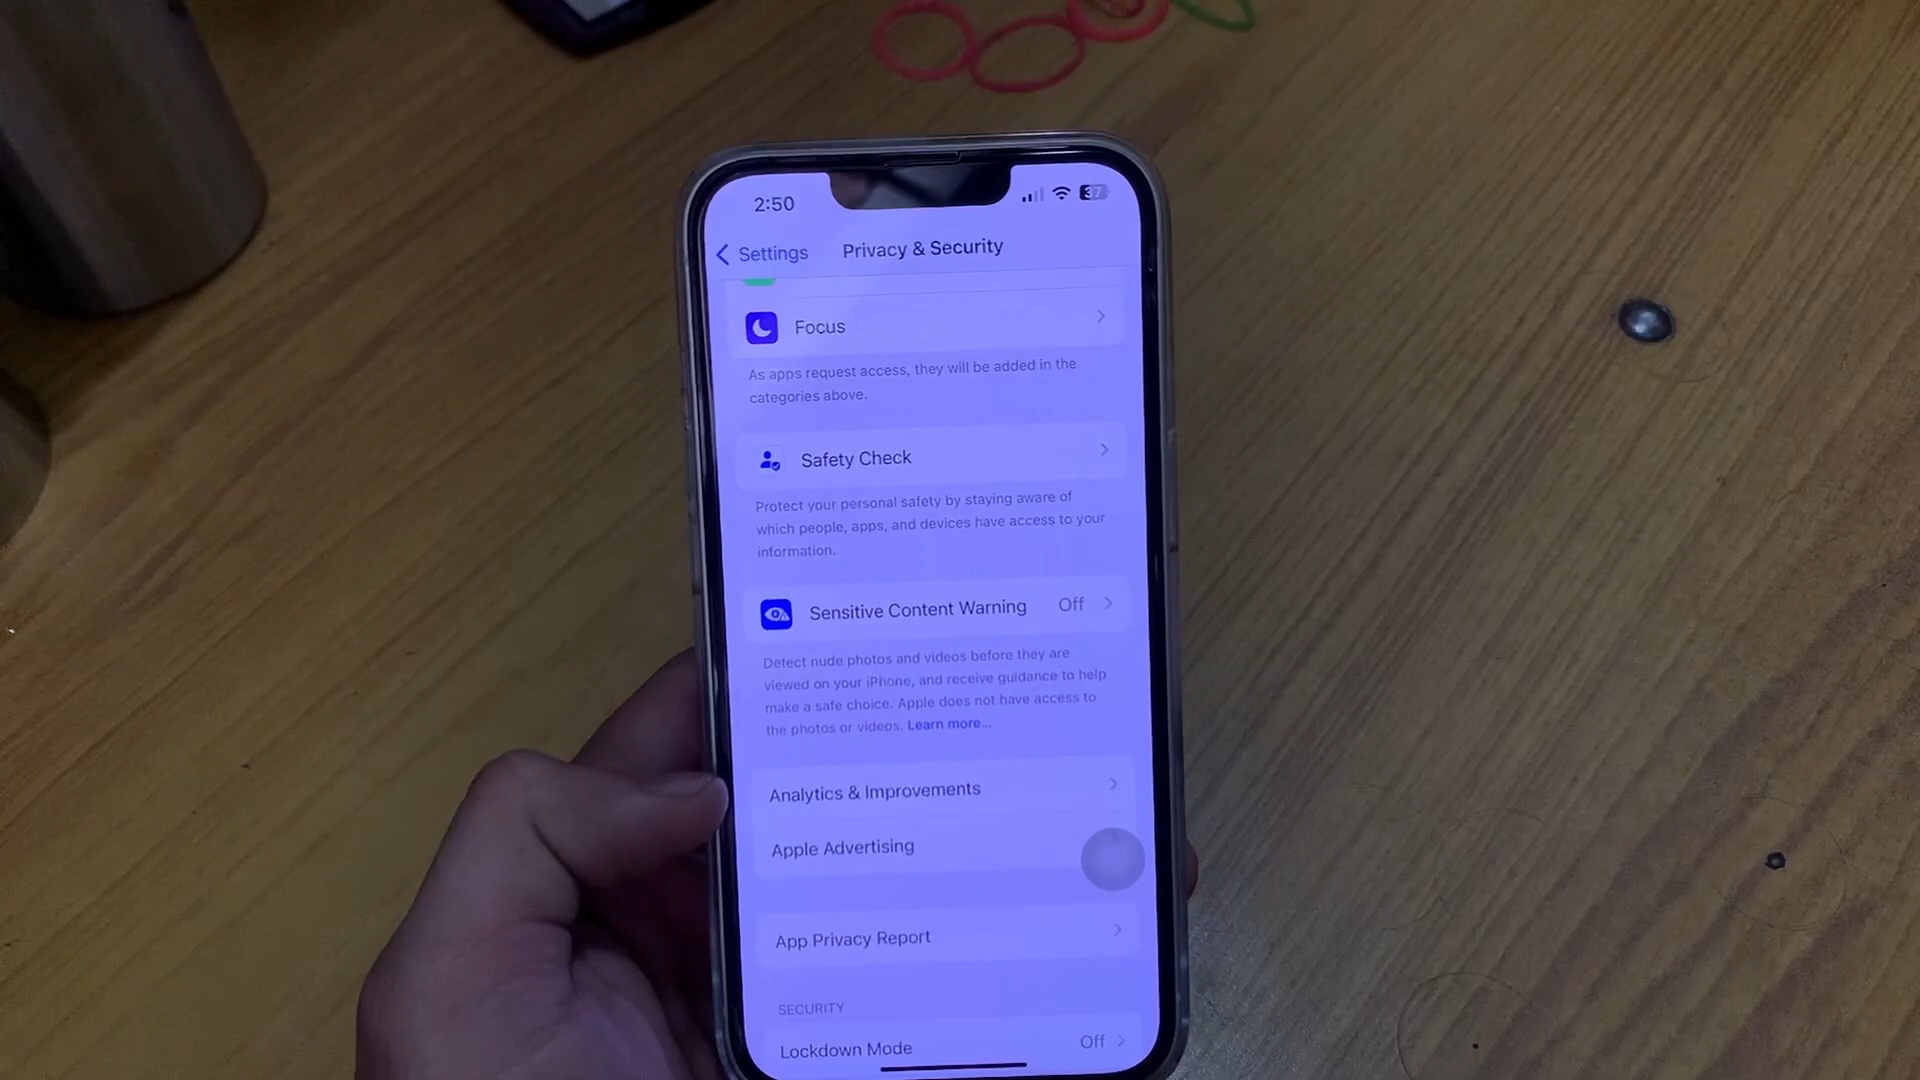 2:50
37
Settings
Privacy & Security
Focus
As apps request access, they will be added in the
categories above.
Safety Check
Protect your personal safety by staying aware of
which people, apps, and devices have access to your
information.
Sensitive Content Warning
Off
Detect nude photos and videos before they are
viewed on your iPhone, and receive guidance to help
make a safe choice. Apple does not have access to
the photos or videos. Learn more...
Analytics & Improvements
Apple Advertising
App Privacy Report
SECURITY
Lockdown Mode
Off